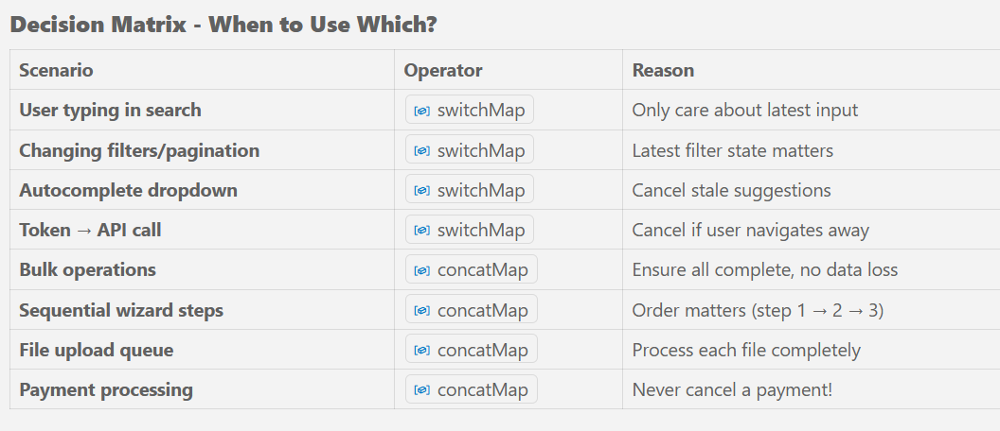 Decision Matrix - When to Use Which?
Scenario Operator Reason
User typing in search switchMap Only care about latest input
Changing filters/pagination switchMap Latest filter state matters
Autocomplete dropdown switchMap Cancel stale suggestions
Token → API call switchMap Cancel if user navigates away
Bulk operations concatMap Ensure all complete, no data loss
Sequential wizard steps concatMap Order matters (step 1 → 2 → 3)
File upload queue concatMap Process each file completely
Payment processing concatMap Never cancel a payment!